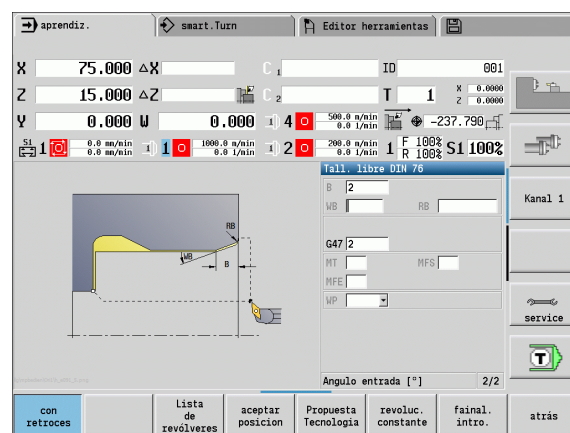 aprendiz.
smart.Turn
Editor herramientas
X 75.000 △X C 1 ID 001
Z 15.000 △Z C 2 T 1 X 0.0000
Z 0.0000
Y 0.000 W 0.000 4 500.0 m/min
0.0 1/min -237.790
S1 1 0.0 mm/min
0.0 mm/min 1 1000.0 m/min
0.0 1/min 2 200.0 m/min
0.0 1/min 1 F 100%
R 100% S1 100%
Tall. libre DIN 76
B 2
WB RB
G47 2
MT MFS
MFE
WP
RB
WB
B
Angulo entrada [°] 2/2
Kanal 1
service
T
con
retroces
Lista
de
revólveres
aceptar
posicion
Propuesta
Tecnologia
revoluc.
constante
fainal.
intro.
atrás